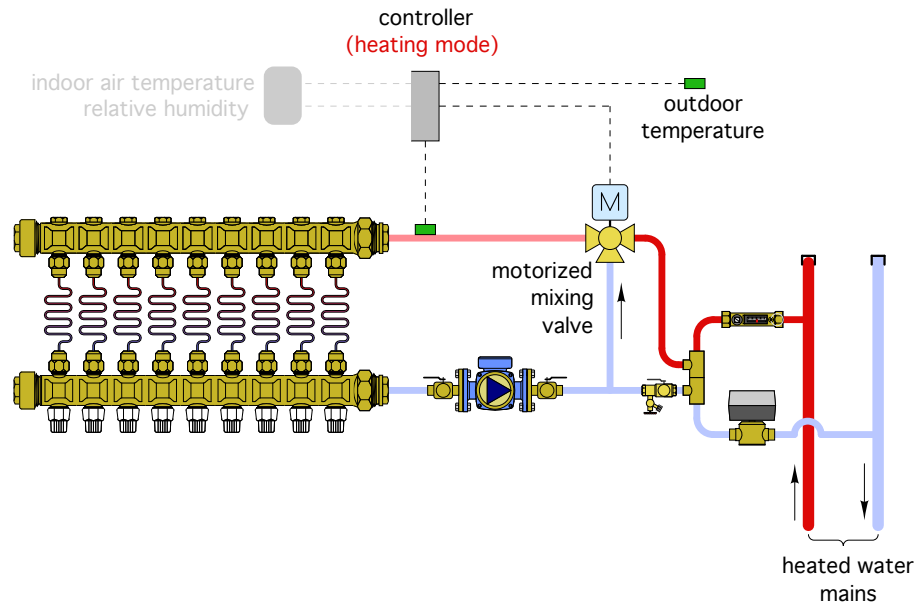 controller
(heating mode)
indoor air temperature
relative humidity
outdoor
temperature
M
motorized
mixing
valve
heated water
mains